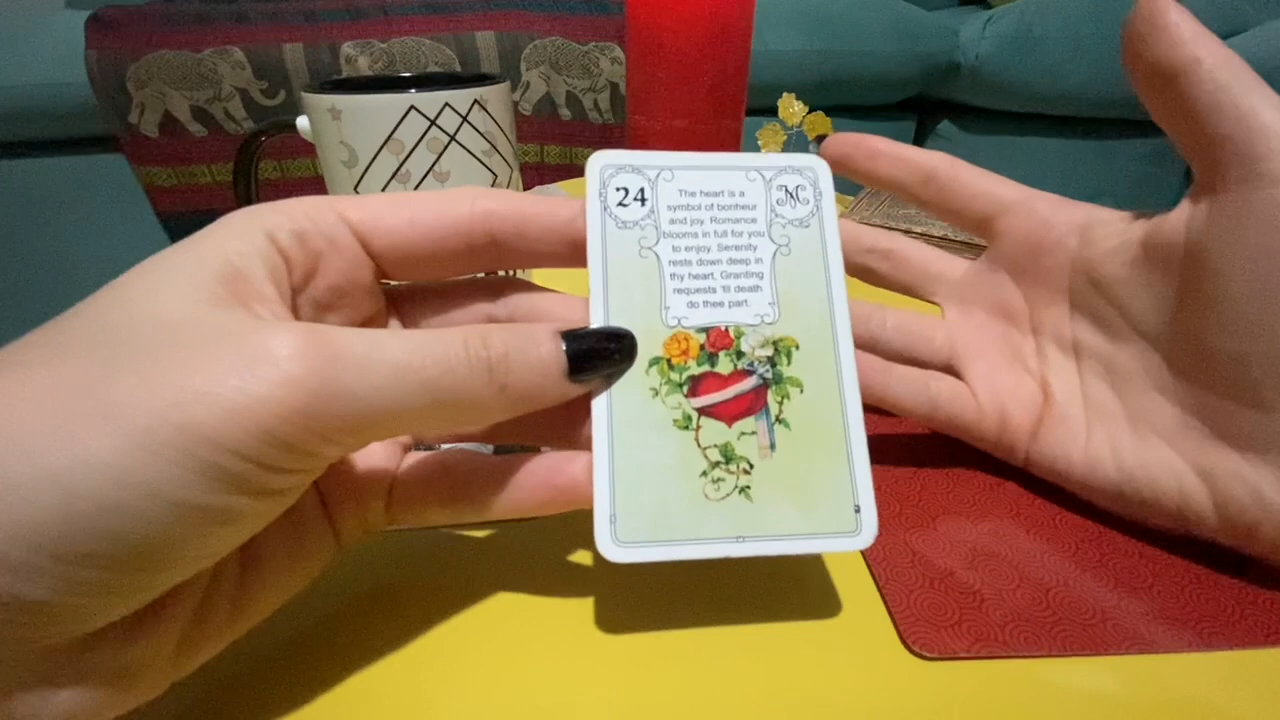 24
The heart is a
symbol of bonheur
and joy. Romance
blooms in full for you
to enjoy. Serenity
rests down deep in
thy heart, Granting
requests 'till death
do thee part.
M